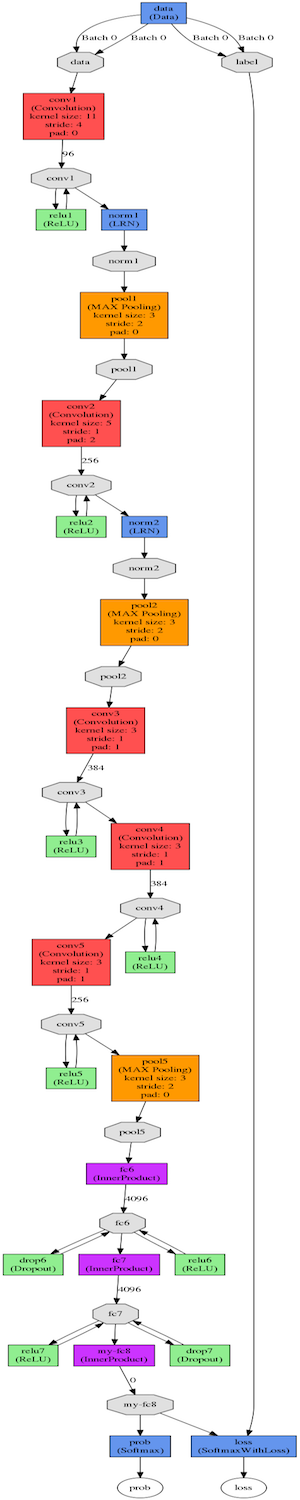 data
(Data)
Batch 0
Batch 0
Batch 0
Batch 0
data
label
conv1
(Convolution)
kernel size: 11
stride: 4
pad: 0
96
conv1
relu1
(ReLU)
norm1
(LRN)
norm1
pool1
(MAX Pooling)
kernel size: 3
stride: 2
pad: 0
pool1
conv2
(Convolution)
kernel size: 5
stride: 1
pad: 2
256
conv2
relu2
(ReLU)
norm2
(LRN)
norm2
pool2
(MAX Pooling)
kernel size: 3
stride: 2
pad: 0
pool2
conv3
(Convolution)
kernel size: 3
stride: 1
pad: 1
384
conv3
relu3
(ReLU)
conv4
(Convolution)
kernel size: 3
stride: 1
pad: 1
384
conv4
conv5
(Convolution)
kernel size: 3
stride: 1
pad: 1
relu4
(ReLU)
256
conv5
relu5
(ReLU)
pool5
(MAX Pooling)
kernel size: 3
stride: 2
pad: 0
pool5
fc6
(InnerProduct)
4096
fc6
drop6
(Dropout)
fc7
(InnerProduct)
relu6
(ReLU)
4096
fc7
relu7
(ReLU)
my-fc8
(InnerProduct)
drop7
(Dropout)
0
my-fc8
prob
(Softmax)
loss
(SoftmaxWithLoss)
prob
loss